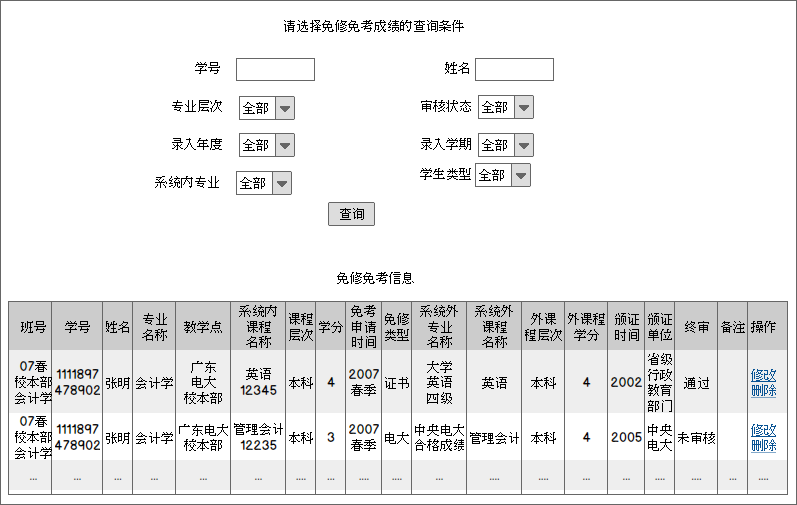 请选择免修免考成绩的查询条件
学号 姓名
专业层次 全部 审核状态 全部
录入年度 全部 录入学期 全部
系统内专业 全部 学生类型 全部
查询
免修免考信息
班号 学号 姓名 专业名称 教学点 系统内课程名称 课程层次 学分 免考申请时间 免修类型 系统外专业名称 系统外课程名称 外课程层次 外课程学分 颁证时间 颁证单位 终审 备注 操作
07春校本部会计学 1111897478902 张明 会计学 广东电大校本部 英语12345 本科 4 2007春季 证书 大学英语四级 英语 本科 4 2002 省级行政教育部门 通过 修改 删除
07春校本部会计学 1111897478902 张明 会计学 广东电大校本部 管理会计12235 本科 3 2007春季 电大 中央电大合格成绩 管理会计 本科 4 2005 中央电大 未审核 修改 删除
... .... ... ... .... .... ... ... .... .... .... .... .... .... ... .... .... ... ....